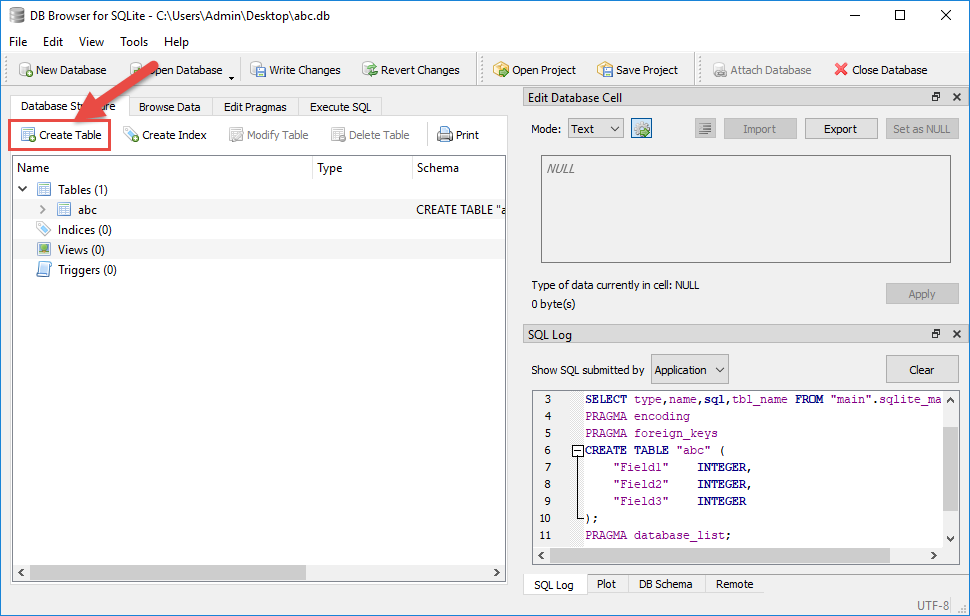 DB Browser for SQLite - C:\Users\Admin\Desktop\abc.db
File Edit View Tools Help
New Database Open Database Write Changes Revert Changes Open Project Save Project Attach Database Close Database
Database Structure Browse Data Edit Pragmas Execute SQL
Create Table Create Index Modify Table Delete Table Print
Name Type Schema
Tables (1)
abc CREATE TABLE "a
Indices (0)
Views (0)
Triggers (0)
Edit Database Cell
Mode: Text Import Export Set as NULL
NULL
Type of data currently in cell: NULL
0 byte(s)
Apply
SQL Log
Show SQL submitted by Application Clear
3 SELECT type,name,sql,tbl_name FROM "main".sqlite_ma
4 PRAGMA encoding
5 PRAGMA foreign_keys
6 CREATE TABLE "abc" (
7 "Field1" INTEGER,
8 "Field2" INTEGER,
9 "Field3" INTEGER
10 );
11 PRAGMA database_list;
SQL Log Plot DB Schema Remote
UTF-8